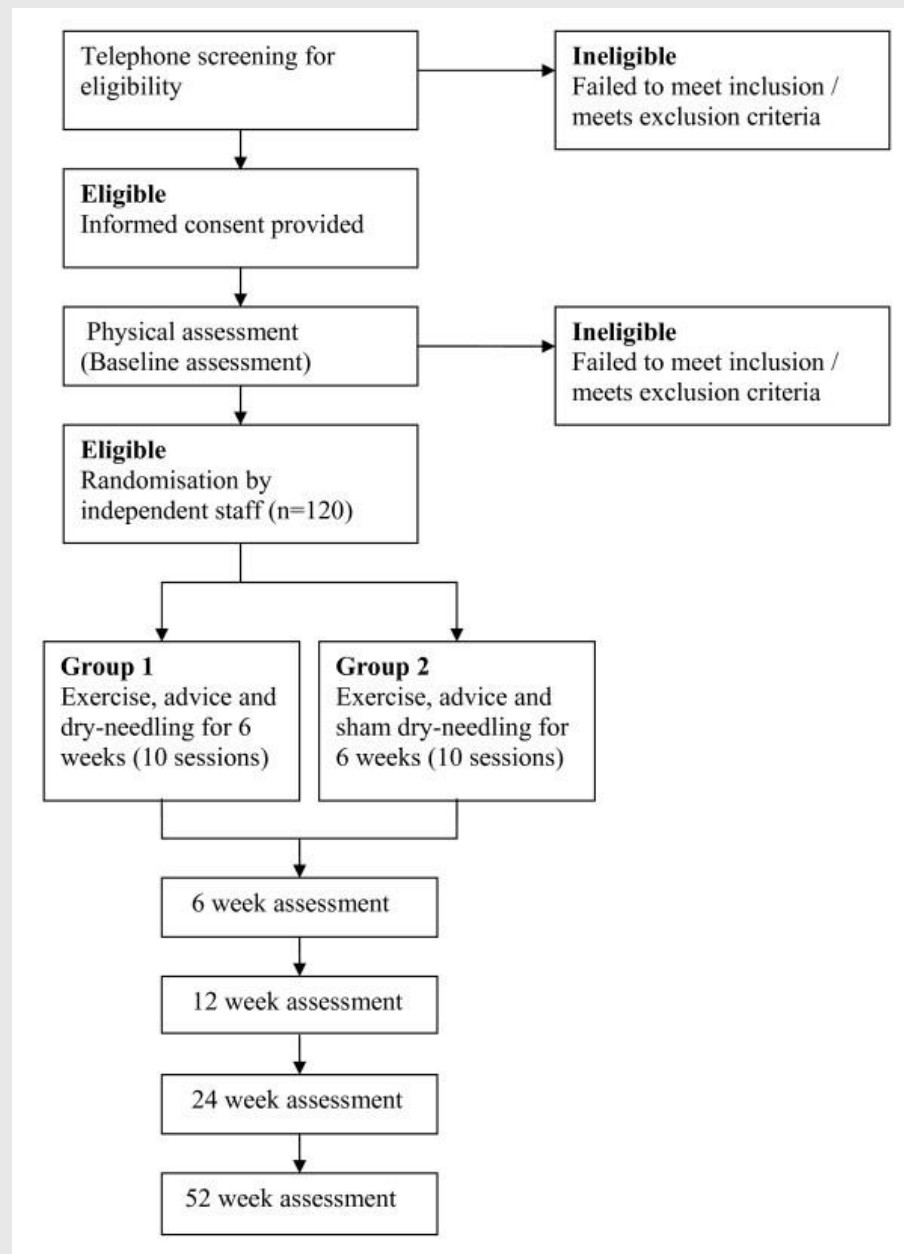 Telephone screening for
eligibility
Ineligible
Failed to meet inclusion /
meets exclusion criteria
Eligible
Informed consent provided
Physical assessment
(Baseline assessment)
Ineligible
Failed to meet inclusion /
meets exclusion criteria
Eligible
Randomisation by
independent staff (n=120)
Group 1
Exercise, advice and
dry-needling for 6
weeks (10 sessions)
Group 2
Exercise, advice and
sham dry-needling for
6 weeks (10 sessions)
6 week assessment
12 week assessment
24 week assessment
52 week assessment